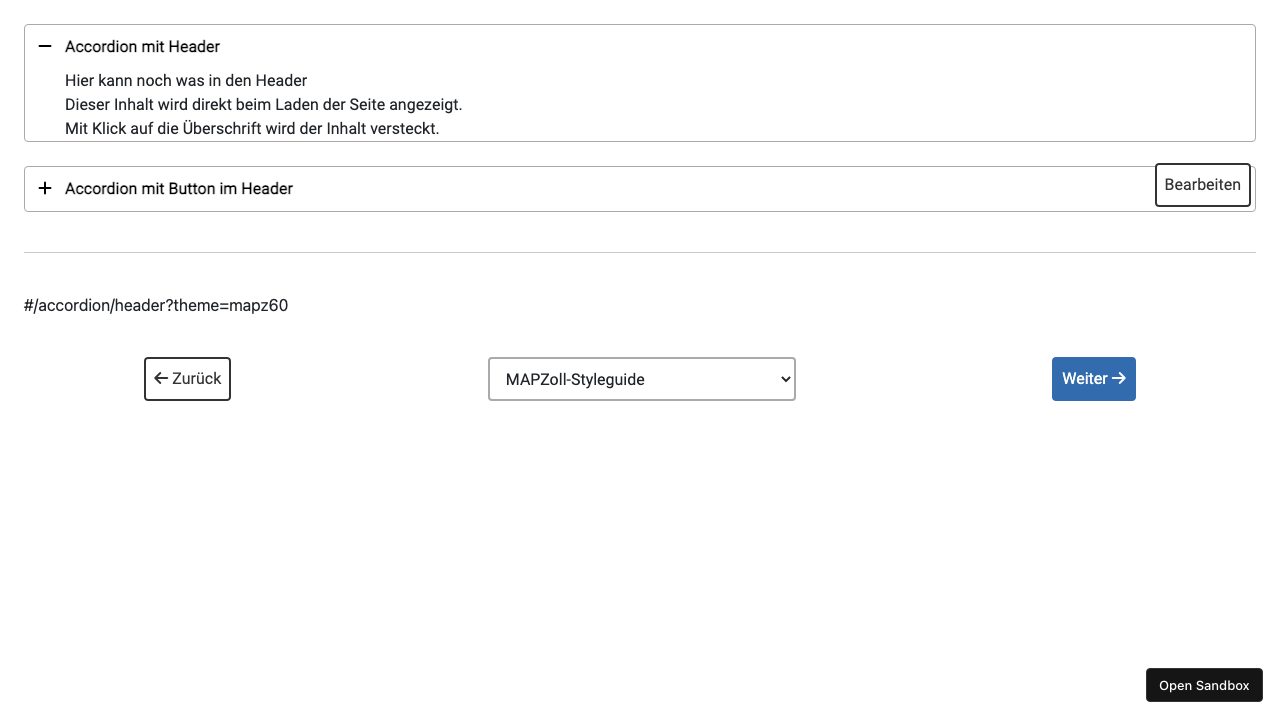 Accordion mit Header
Hier kann noch was in den Header
Dieser Inhalt wird direkt beim Laden der Seite angezeigt.
Mit Klick auf die Überschrift wird der Inhalt versteckt.
Accordion mit Button im Header
Bearbeiten
#/accordion/header?theme=mapz60
← Zurück
MAPZoll-Styleguide
Weiter →
Open Sandbox